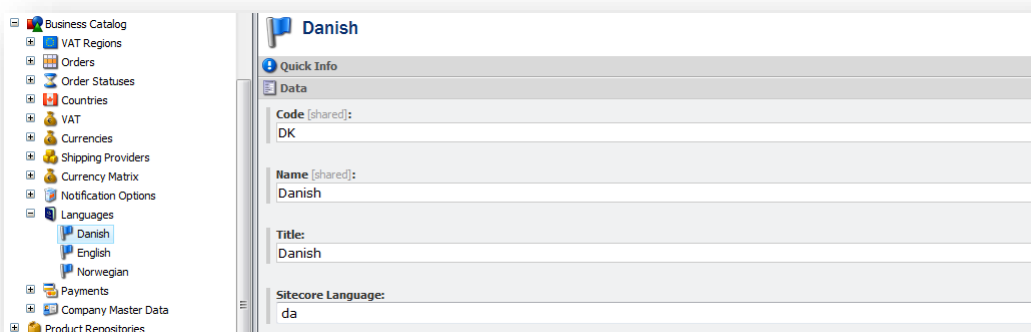 Business Catalog
VAT Regions
Orders
Order Statuses
Countries
VAT
Currencies
Shipping Providers
Currency Matrix
Notification Options
Languages
Danish
English
Norwegian
Payments
Company Master Data
Product Repositories
Danish
Quick Info
Data
Code [shared]:
DK
Name [shared]:
Danish
Title:
Danish
Sitecore Language:
da